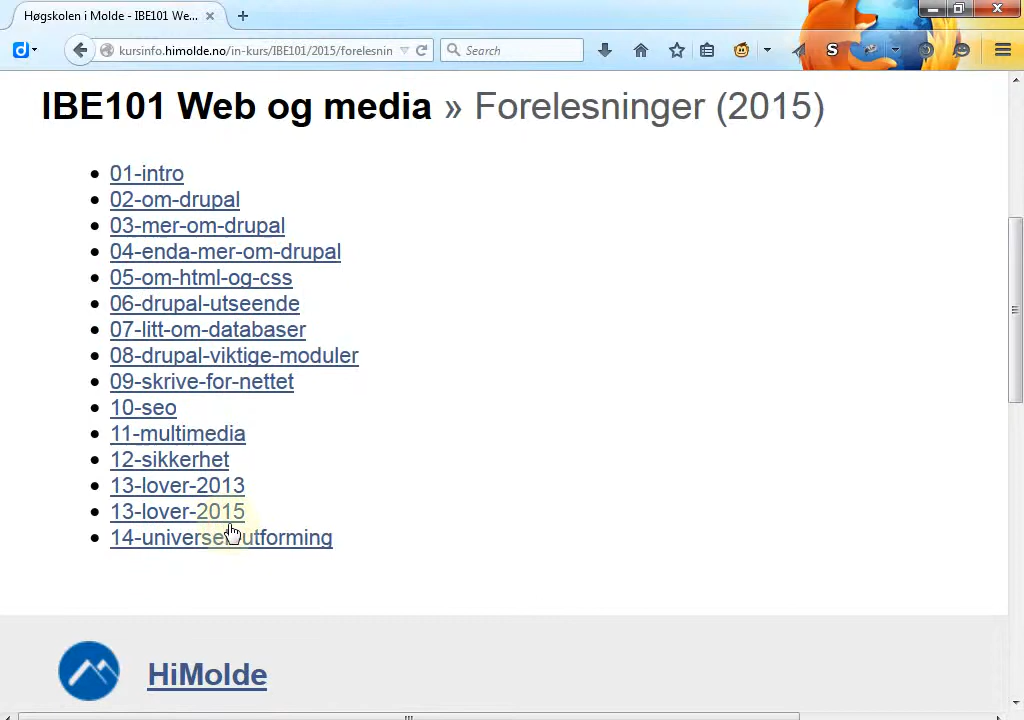 Høgskolen i Molde - IBE101 We...
kursinfo.himolde.no/in-kurs/IBE101/2015/forelesnin
Search
IBE101 Web og media » Forelesninger (2015)
01-intro
02-om-drupal
03-mer-om-drupal
04-enda-mer-om-drupal
05-om-html-og-css
06-drupal-utseende
07-litt-om-databaser
08-drupal-viktige-moduler
09-skrive-for-nettet
10-seo
11-multimedia
12-sikkerhet
13-lover-2013
13-lover-2015
14-universell-utforming
HiMolde